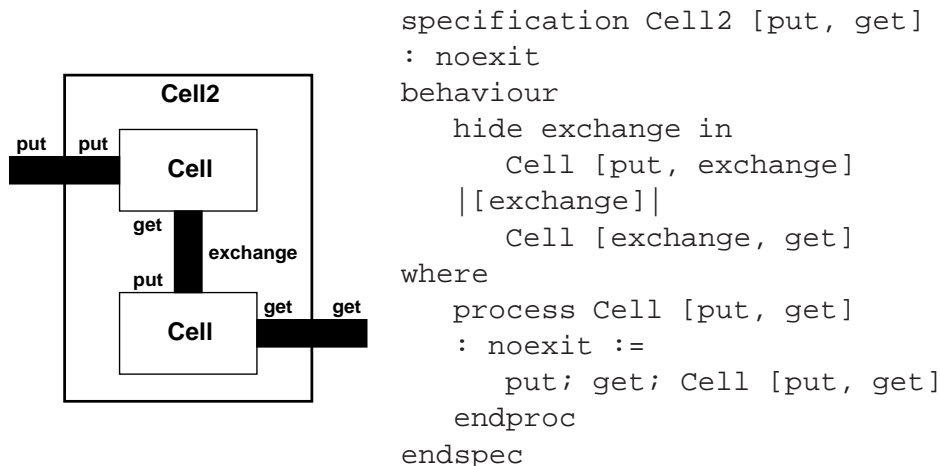 Cell2
put put
Cell
get
exchange
put
Cell
get get
specification Cell2 [put, get]
: noexit
behaviour
hide exchange in
Cell [put, exchange]
|[exchange]|
Cell [exchange, get]
where
process Cell [put, get]
: noexit :=
put; get; Cell [put, get]
endproc
endspec